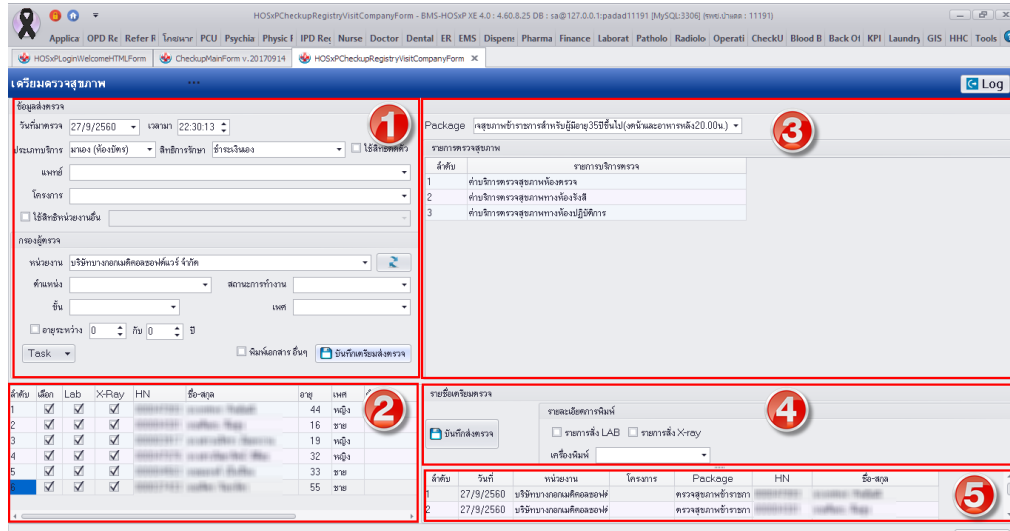 HOSxPCheckupRegistryVisitCompanyForm - BMS-HOSxP XE 4.0 : 4.60.8.25 DB : sa@127.0.0.1:padad11191 [MySQL:3306] (รพช.ป่าแดด : 11191)
Applicat OPD Re Refer R โภชนาก PCU Psychia Physic I IPD Reg Nurse Doctor Dental ER EMS Dispens Pharma Finance Laborat Patholo Radiolo Operati CheckU Blood B Back Of KPI Laundry GIS HHC Tools
HOSxPLoginWelcomeHTMLForm CheckupMainForm v.20170914 HOSxPCheckupRegistryVisitCompanyForm X
เตรียมตรวจสุขภาพ ... Log
ข้อมูลส่งตรวจ
วันที่มาตรวจ 27/9/2560 เวลามา 22:30:13
1
ประเภทบริการ มาเอง (ห้องบัตร) สิทธิการรักษา ชำระเงินเอง ใช้สิทธิติดตัว
แพทย์
โครงการ
ใช้สิทธิหน่วยงานอื่น
กรองผู้ตรวจ
หน่วยงาน บริษัทบางกอกเมดิคอลซอฟต์แวร์ จำกัด
ตำแหน่ง สถานะการทำงาน
ชั้น เพศ
อายุระหว่าง 0 กับ 0 ปี
Task พิมพ์เอกสาร อื่นๆ บันทึกเตรียมส่งตรวจ
Package จสุขภาพข้าราชการสำหรับผู้มีอายุ35ปีขึ้นไป(งดน้ำและอาหารหลัง20.00น.)
3
รายการตรวจสุขภาพ
ลำดับ รายการบริการตรวจ
1 ค่าบริการตรวจสุขภาพห้องตรวจ
2 ค่าบริการตรวจสุขภาพทางห้องรังสี
3 ค่าบริการตรวจสุขภาพทางห้องปฏิบัติการ
ลำดับ เลือก Lab X-Ray HN ชื่อ-สกุล อายุ เพศ
2
1 44 หญิง
2 16 ชาย
3 19 หญิง
4 32 หญิง
5 33 ชาย
6 55 ชาย
รายชื่อเตรียมตรวจ
4
บันทึกส่งตรวจ
รายละเอียดการพิมพ์
รายการสั่ง LAB รายการสั่ง X-ray
เครื่องพิมพ์
ลำดับ วันที่ หน่วยงาน โครงการ Package HN ชื่อ-สกุล
5
1 27/9/2560 บริษัทบางกอกเมดิคอลซอฟต์ ตรวจสุขภาพข้าราชกา
2 27/9/2560 บริษัทบางกอกเมดิคอลซอฟต์ ตรวจสุขภาพข้าราชกา